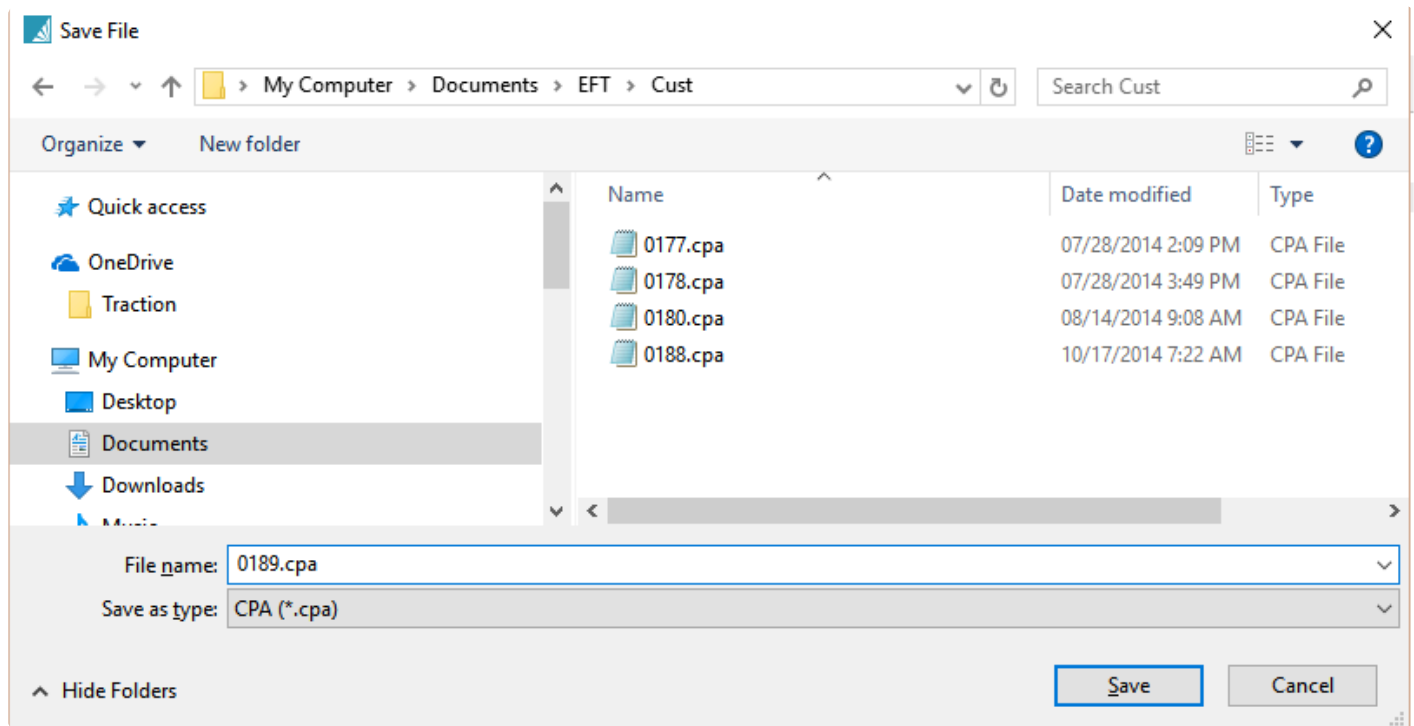 Save File
My Computer > Documents > EFT > Cust
Search Cust
Organize
New folder
?
Quick access
OneDrive
Traction
My Computer
Desktop
Documents
Downloads
Music
Name Date modified Type
0177.cpa 07/28/2014 2:09 PM CPA File
0178.cpa 07/28/2014 3:49 PM CPA File
0180.cpa 08/14/2014 9:08 AM CPA File
0188.cpa 10/17/2014 7:22 AM CPA File
File name: 0189.cpa
Save as type: CPA (*.cpa)
Hide Folders
Save
Cancel